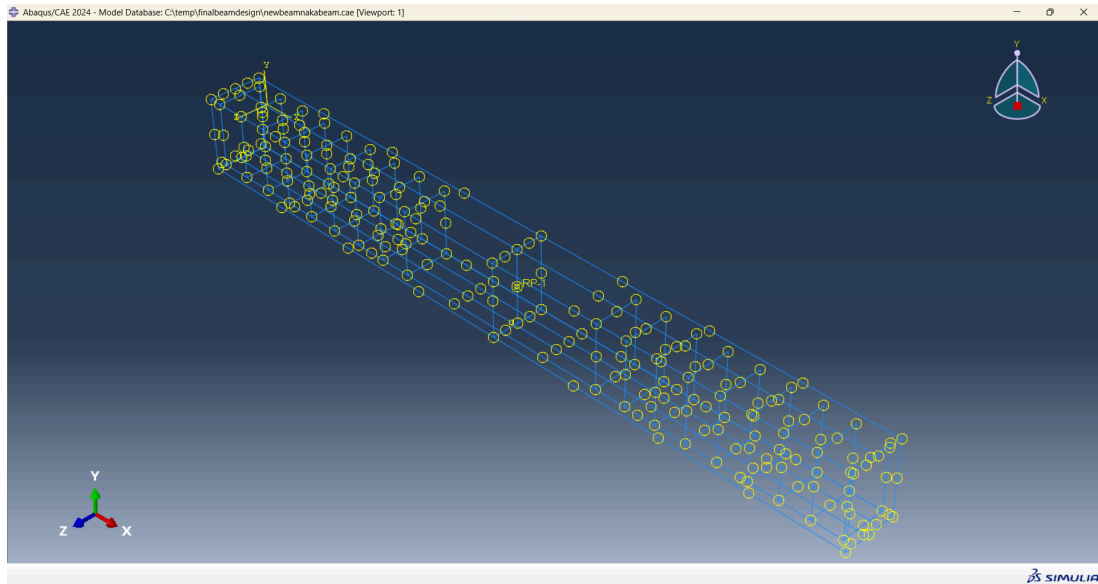 Abaqus/CAE 2024 - Model Database: C:\temp\finalbeamdesign\newbeamnakabeam.cae [Viewport: 1]
Y
Z
X
Y
Z
RP-1
Y
Z
X
SIMULIA